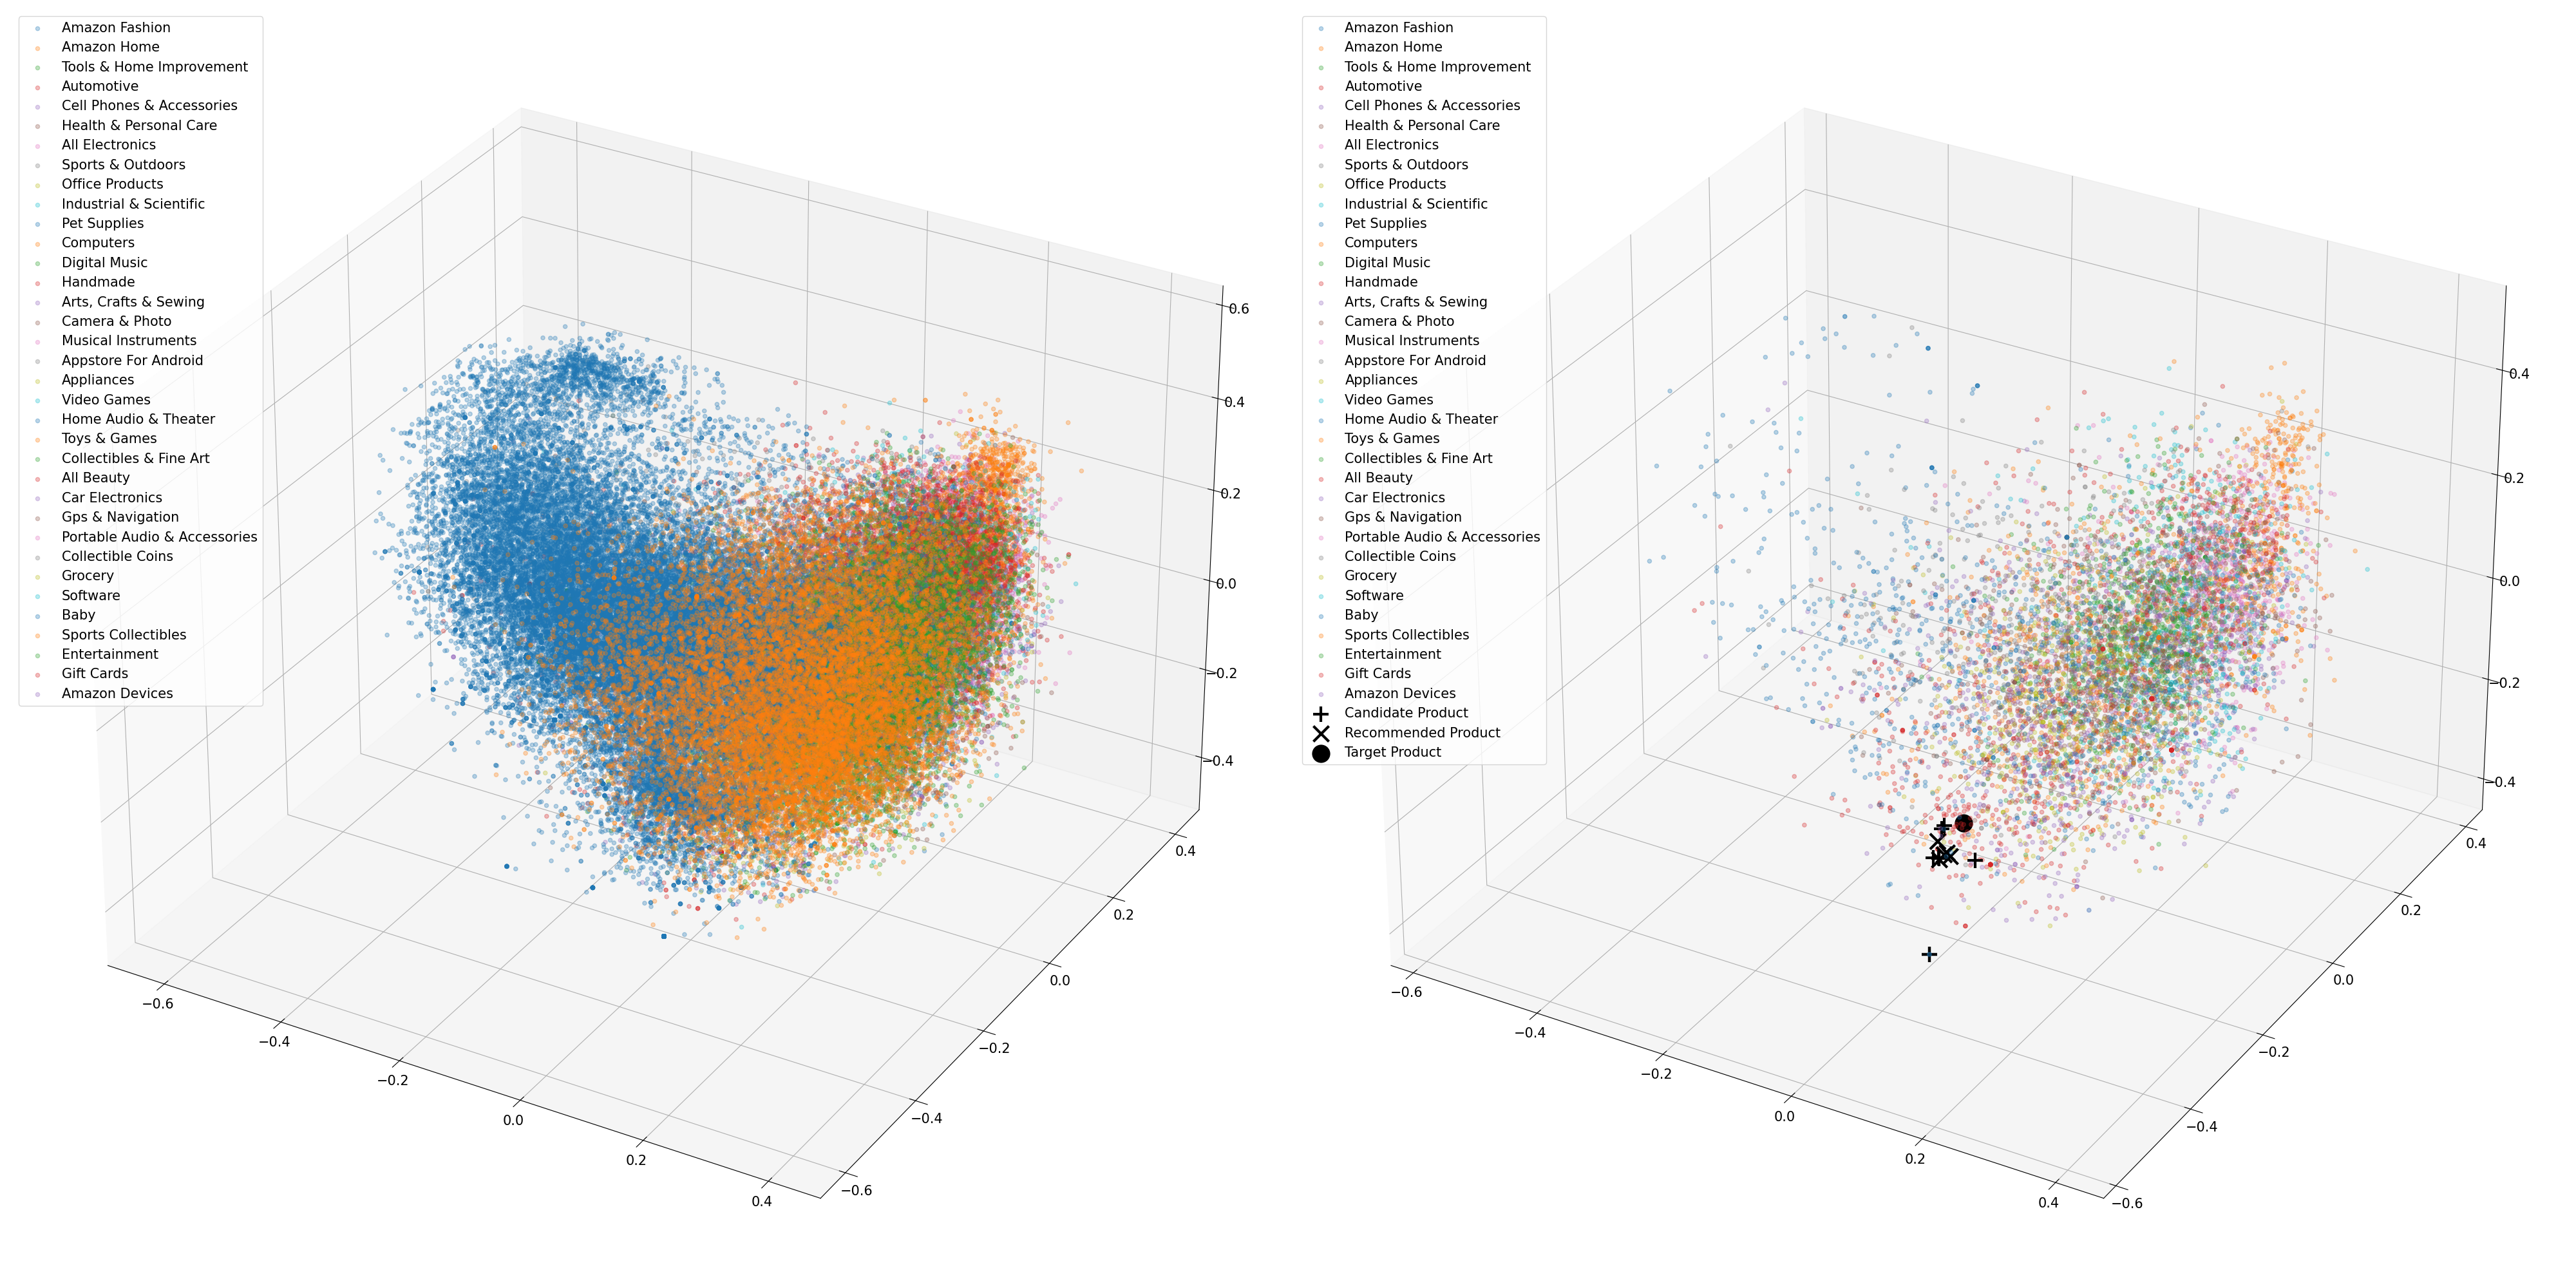 Amazon Fashion
Amazon Home
Tools & Home Improvement
Automotive
Cell Phones & Accessories
Health & Personal Care
All Electronics
Sports & Outdoors
Office Products
Industrial & Scientific
Pet Supplies
Computers
Digital Music
Handmade
Arts, Crafts & Sewing
Camera & Photo
Musical Instruments
Appstore For Android
Appliances
Video Games
Home Audio & Theater
Toys & Games
Collectibles & Fine Art
All Beauty
Car Electronics
Gps & Navigation
Portable Audio & Accessories
Collectible Coins
Grocery
Software
Baby
Sports Collectibles
Entertainment
Gift Cards
Amazon Devices
0.6
0.4
0.2
0.0
−0.2
−0.4
0.4
0.2
0.0
−0.2
−0.4
−0.6
−0.6
−0.4
−0.2
0.0
0.2
0.4
Amazon Fashion
Amazon Home
Tools & Home Improvement
Automotive
Cell Phones & Accessories
Health & Personal Care
All Electronics
Sports & Outdoors
Office Products
Industrial & Scientific
Pet Supplies
Computers
Digital Music
Handmade
Arts, Crafts & Sewing
Camera & Photo
Musical Instruments
Appstore For Android
Appliances
Video Games
Home Audio & Theater
Toys & Games
Collectibles & Fine Art
All Beauty
Car Electronics
Gps & Navigation
Portable Audio & Accessories
Collectible Coins
Grocery
Software
Baby
Sports Collectibles
Entertainment
Gift Cards
Amazon Devices
Candidate Product
Recommended Product
Target Product
0.4
0.2
0.0
−0.2
−0.4
0.4
0.2
0.0
−0.2
−0.4
−0.6
−0.6
−0.4
−0.2
0.0
0.2
0.4